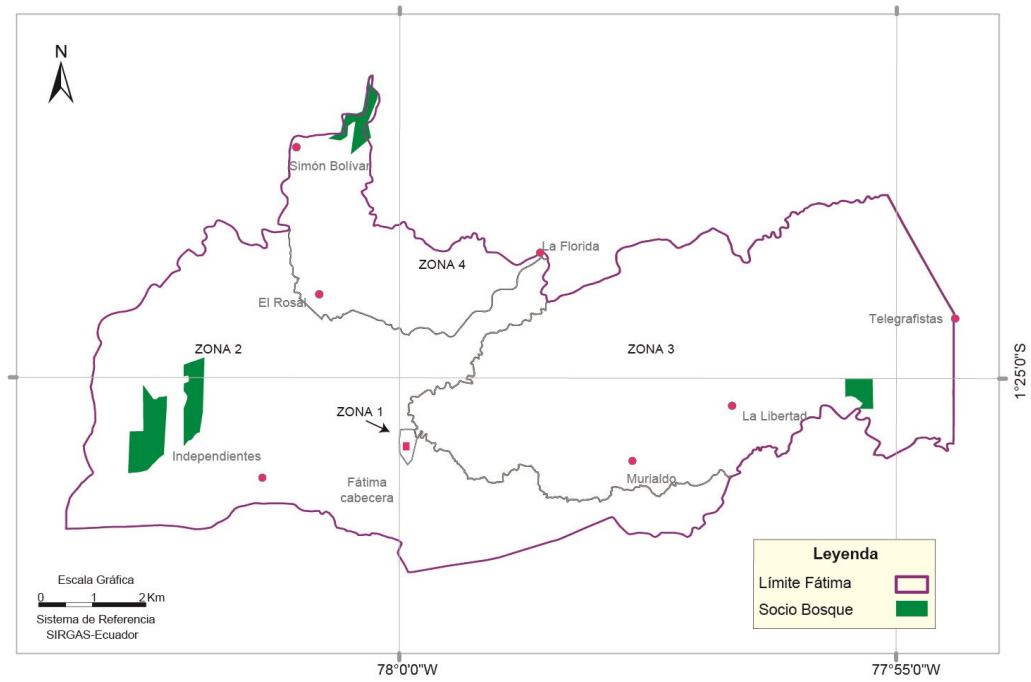 N
Simón Bolívar
La Florida
ZONA 4
El Rosal
Telegrafistas
ZONA 2
ZONA 3
1°25'0"S
ZONA 1
La Libertad
Independientes
Fátima
cabecera
Murialdo
Leyenda
Límite Fátima
Socio Bosque
Escala Gráfica
0 1 2 Km
Sistema de Referencia
SIRGAS-Ecuador
78°0'0"W
77°55'0"W